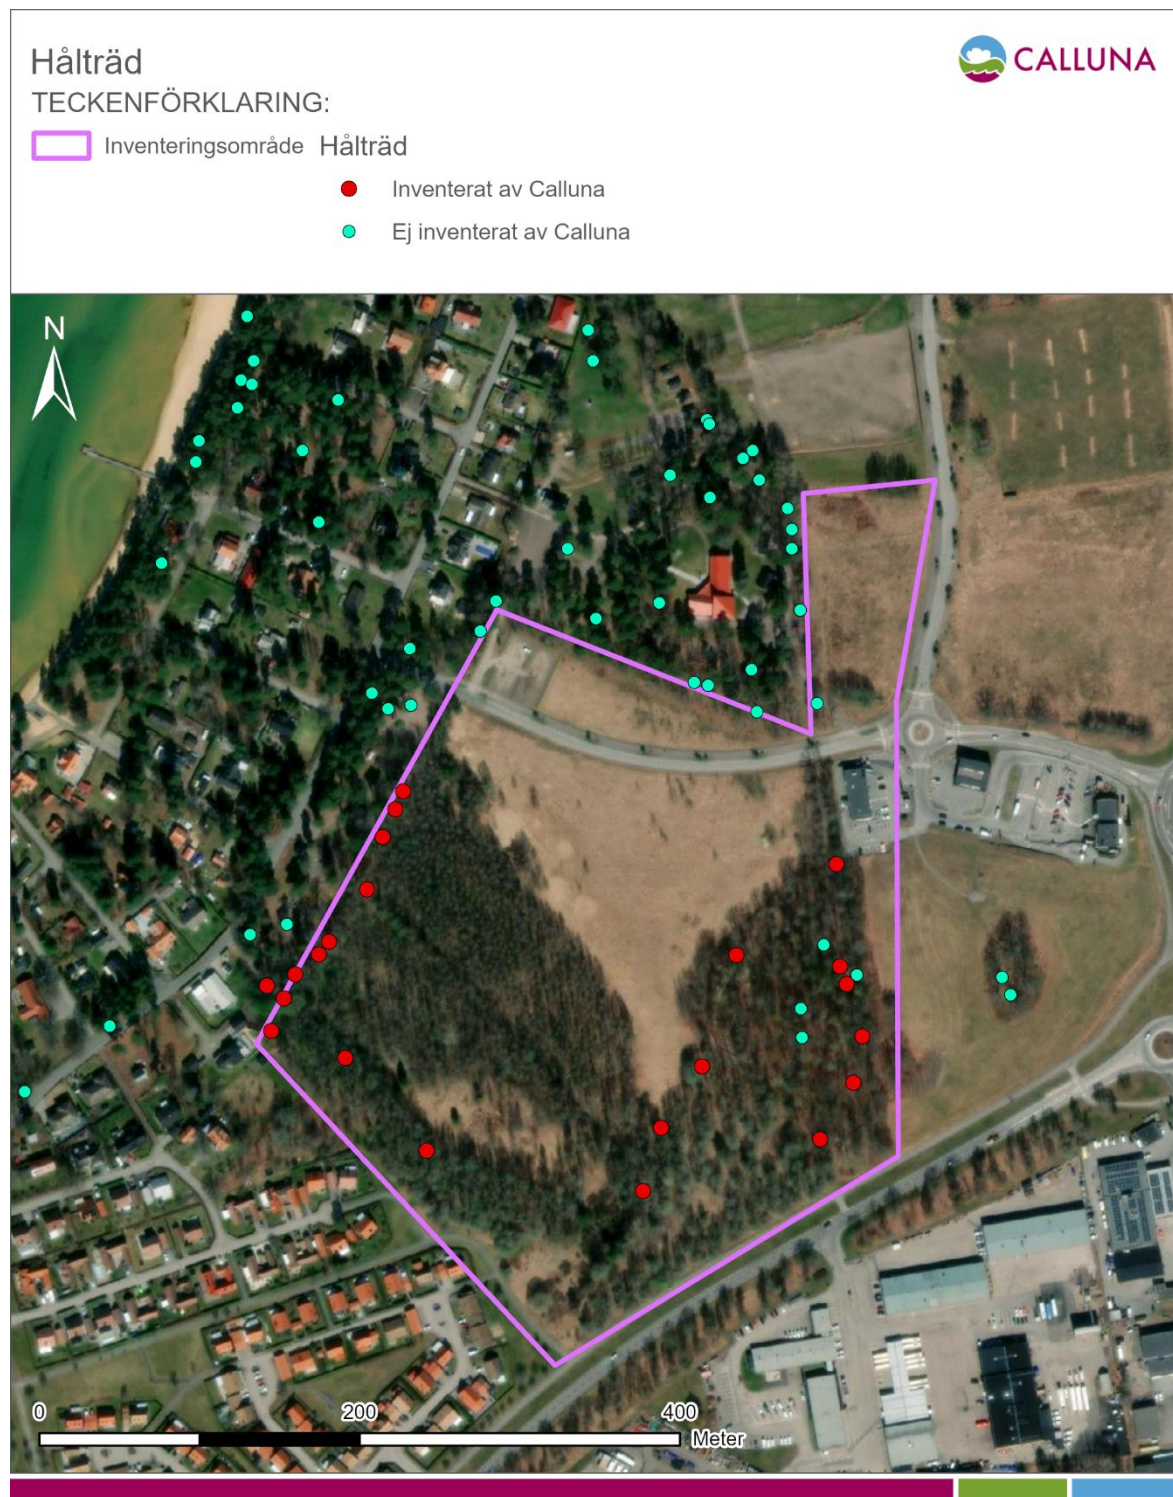 Hålträd
CALLUNA
TECKENFÖRKLARING:
Inventeringsområde
Hålträd
Inventerat av Calluna
Ej inventerat av Calluna
N
0 200 400
Meter